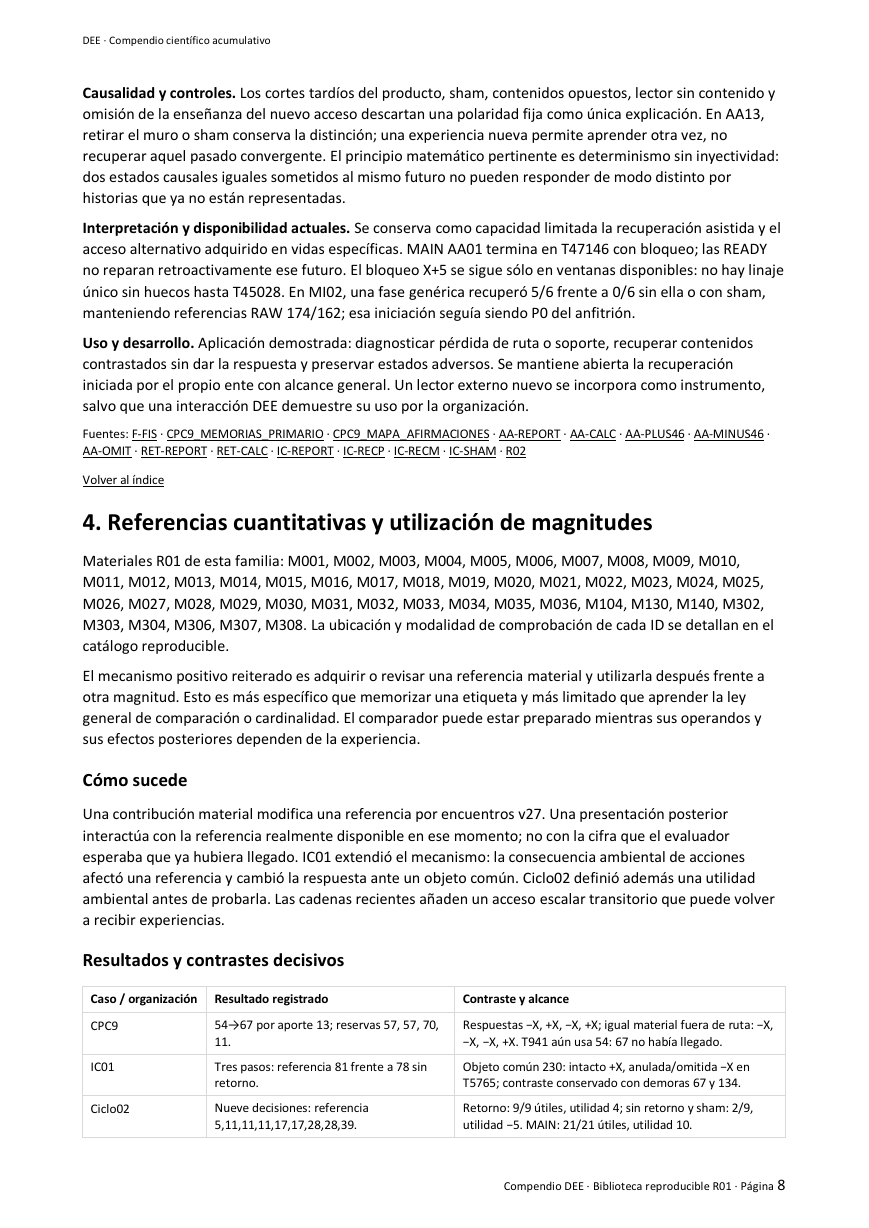 DEE · Compendio científico acumulativo
Causalidad y controles. Los cortes tardíos del producto, sham, contenidos opuestos, lector sin contenido y
omisión de la enseñanza del nuevo acceso descartan una polaridad fija como única explicación. En AA13,
retirar el muro o sham conserva la distinción; una experiencia nueva permite aprender otra vez, no
recuperar aquel pasado convergente. El principio matemático pertinente es determinismo sin inyectividad:
dos estados causales iguales sometidos al mismo futuro no pueden responder de modo distinto por
historias que ya no están representadas.
Interpretación y disponibilidad actuales. Se conserva como capacidad limitada la recuperación asistida y el
acceso alternativo adquirido en vidas específicas. MAIN AA01 termina en T47146 con bloqueo; las READY
no reparan retroactivamente ese futuro. El bloqueo X+5 se sigue sólo en ventanas disponibles: no hay linaje
único sin huecos hasta T45028. En MI02, una fase genérica recuperó 5/6 frente a 0/6 sin ella o con sham,
manteniendo referencias RAW 174/162; esa iniciación seguía siendo P0 del anfitrión.
Uso y desarrollo. Aplicación demostrada: diagnosticar pérdida de ruta o soporte, recuperar contenidos
contrastados sin dar la respuesta y preservar estados adversos. Se mantiene abierta la recuperación
iniciada por el propio ente con alcance general. Un lector externo nuevo se incorpora como instrumento,
salvo que una interacción DEE demuestre su uso por la organización.
Fuentes: F-FIS · CPC9_MEMORIAS_PRIMARIO · CPC9_MAPA_AFIRMACIONES · AA-REPORT · AA-CALC · AA-PLUS46 · AA-MINUS46 ·
AA-OMIT · RET-REPORT · RET-CALC · IC-REPORT · IC-RECP · IC-RECM · IC-SHAM · R02
Volver al índice
4. Referencias cuantitativas y utilización de magnitudes
Materiales R01 de esta familia: M001, M002, M003, M004, M005, M006, M007, M008, M009, M010,
M011, M012, M013, M014, M015, M016, M017, M018, M019, M020, M021, M022, M023, M024, M025,
M026, M027, M028, M029, M030, M031, M032, M033, M034, M035, M036, M104, M130, M140, M302,
M303, M304, M306, M307, M308. La ubicación y modalidad de comprobación de cada ID se detallan en el
catálogo reproducible.
El mecanismo positivo reiterado es adquirir o revisar una referencia material y utilizarla después frente a
otra magnitud. Esto es más específico que memorizar una etiqueta y más limitado que aprender la ley
general de comparación o cardinalidad. El comparador puede estar preparado mientras sus operandos y
sus efectos posteriores dependen de la experiencia.
Cómo sucede
Una contribución material modifica una referencia por encuentros v27. Una presentación posterior
interactúa con la referencia realmente disponible en ese momento; no con la cifra que el evaluador
esperaba que ya hubiera llegado. IC01 extendió el mecanismo: la consecuencia ambiental de acciones
afectó una referencia y cambió la respuesta ante un objeto común. Ciclo02 definió además una utilidad
ambiental antes de probarla. Las cadenas recientes añaden un acceso escalar transitorio que puede volver
a recibir experiencias.
Resultados y contrastes decisivos
Caso / organización Resultado registrado Contraste y alcance
CPC9 54→67 por aporte 13; reservas 57, 57, 70, Respuestas −X, +X, −X, +X; igual material fuera de ruta: −X,
11. −X, −X, +X. T941 aún usa 54: 67 no había llegado.
IC01 Tres pasos: referencia 81 frente a 78 sin Objeto común 230: intacto +X, anulada/omitida −X en
retorno. T5765; contraste conservado con demoras 67 y 134.
Ciclo02 Nueve decisiones: referencia Retorno: 9/9 útiles, utilidad 4; sin retorno y sham: 2/9,
5,11,11,11,17,17,28,28,39. utilidad −5. MAIN: 21/21 útiles, utilidad 10.
Compendio DEE · Biblioteca reproducible R01 · Página 8